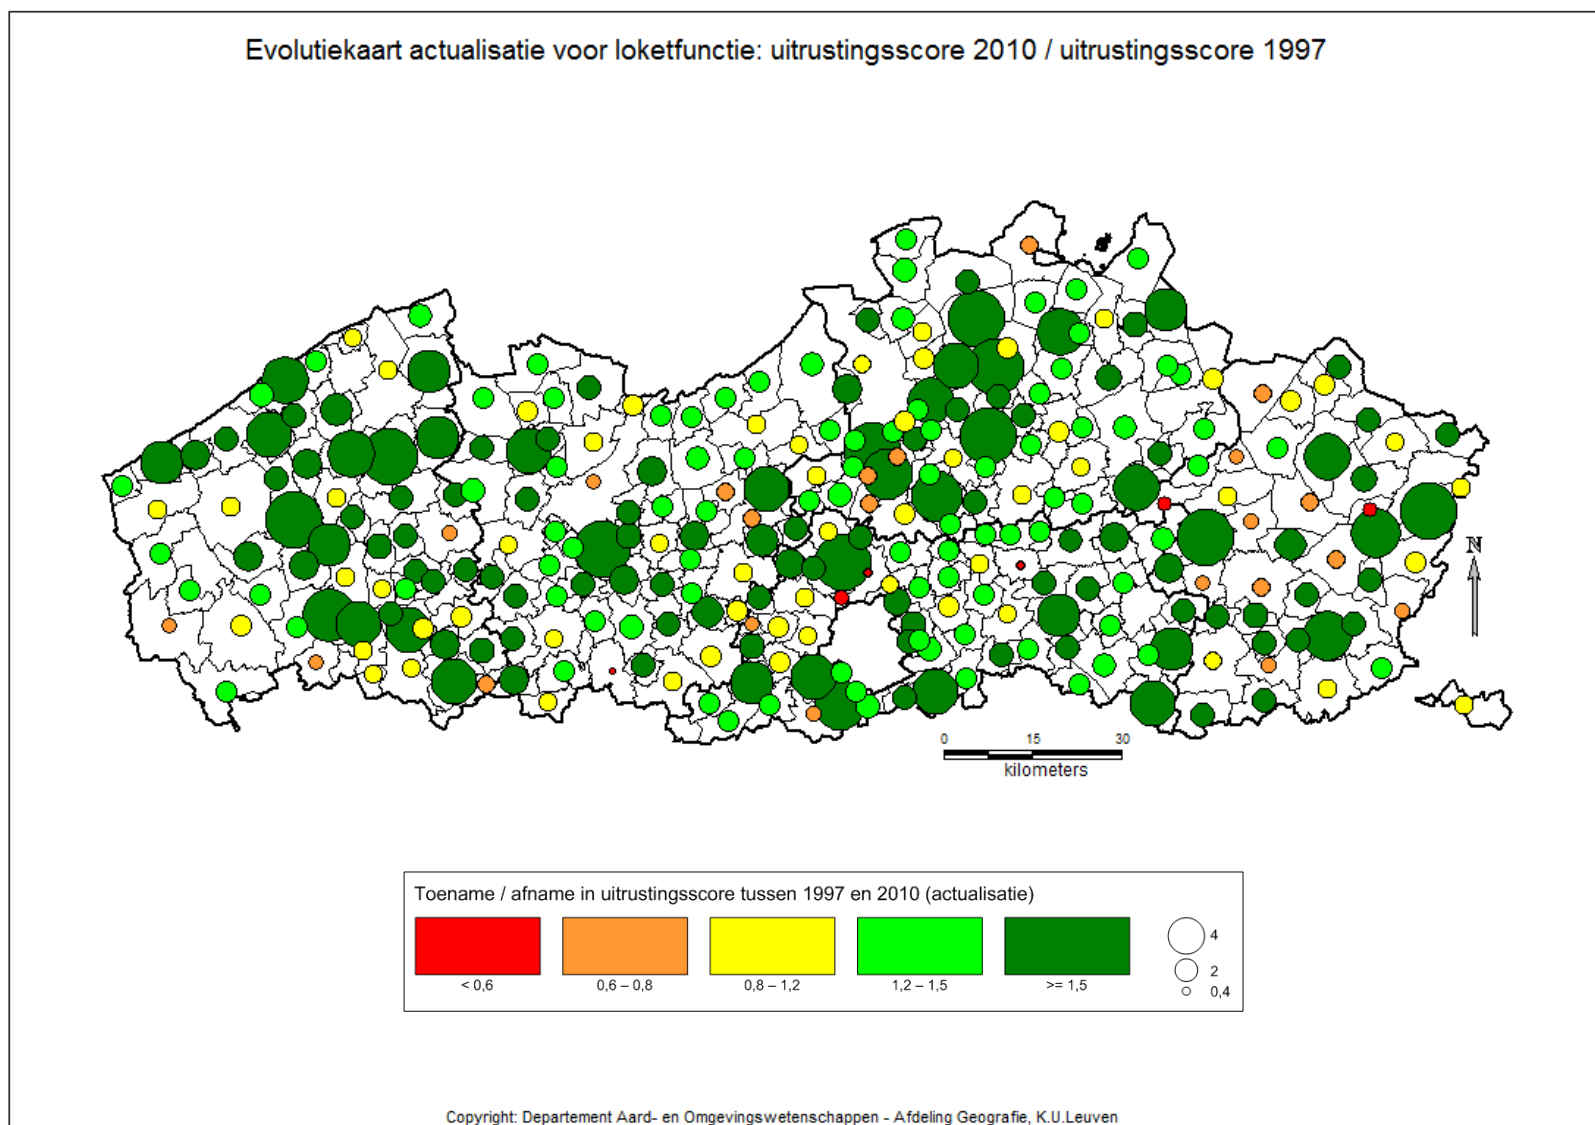 Evolutiekaart actualisatie voor loketfunctie: uitrustingsscore 2010 / uitrustingsscore 1997
N
0 15 30
kilometers
Toename / afname in uitrustingsscore tussen 1997 en 2010 (actualisatie)
4
2
0,4
< 0,6 0,6 – 0,8 0,8 – 1,2 1,2 – 1,5 >= 1,5
Copyright: Departement Aard- en Omgevingswetenschappen - Afdeling Geografie, K.U.Leuven